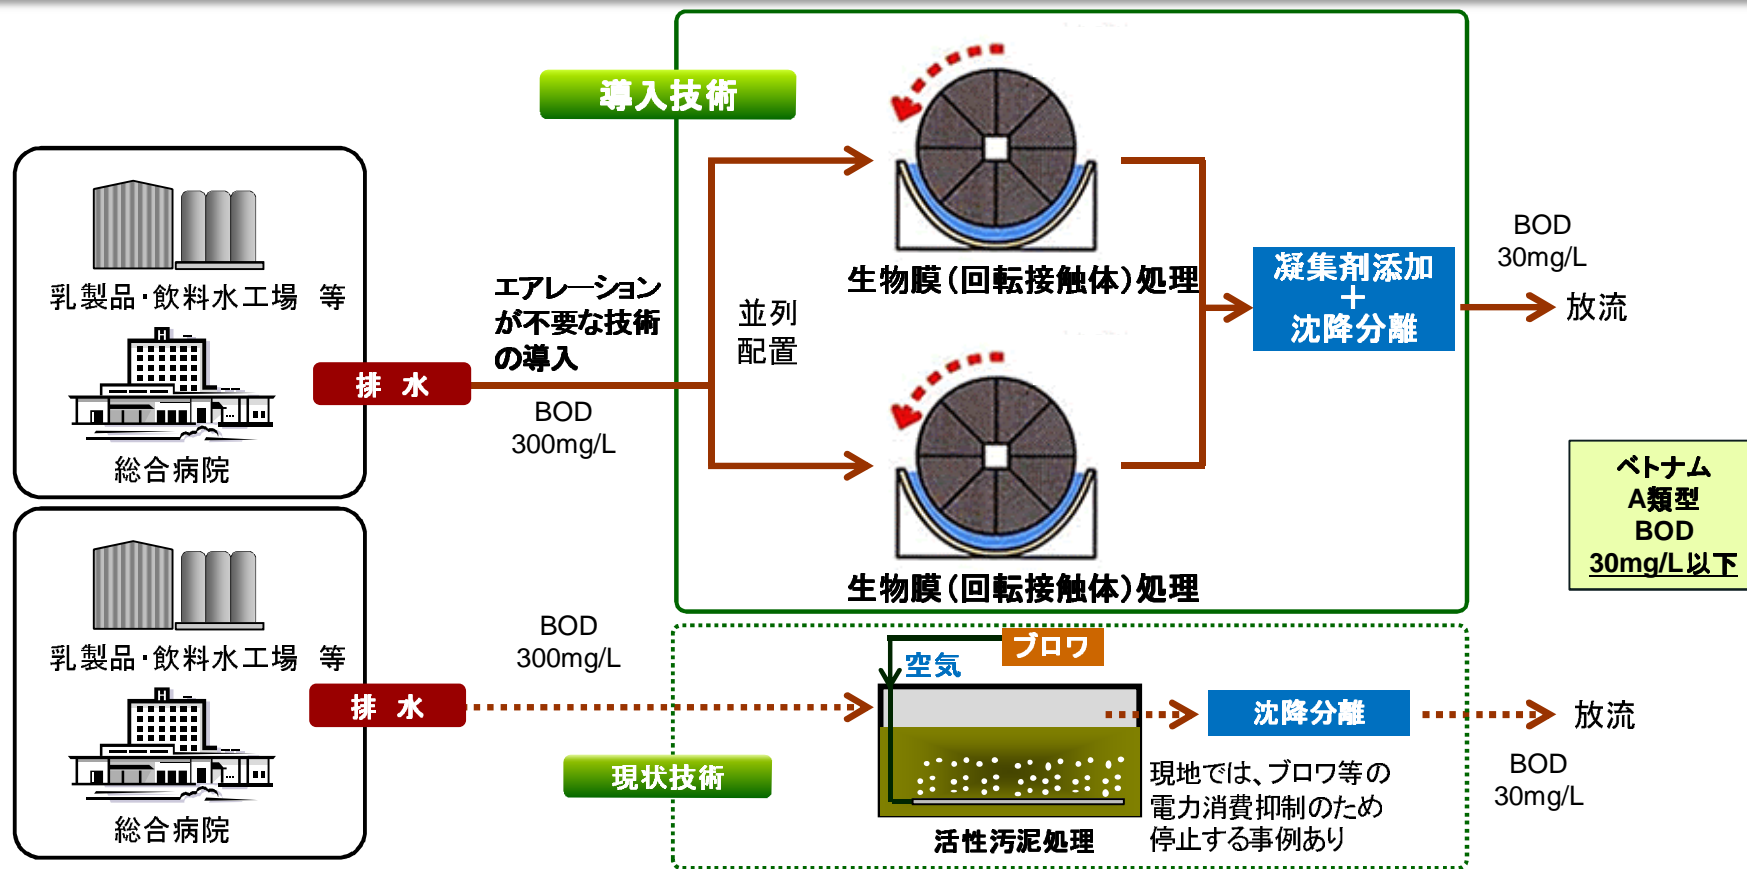 導入技術
乳製品・飲料水工場　等
総合病院
排 水
エアレーション
が不要な技術
の導入
BOD
300mg/L
並列
配置
生物膜（回転接触体）処理
生物膜（回転接触体）処理
凝集剤添加
＋
沈降分離
BOD
30mg/L
放流
ベトナム
A類型
BOD
30mg/L以下
乳製品・飲料水工場　等
H
総合病院
排 水
BOD
300mg/L
現状技術
ブロワ
空気
活性汚泥処理
沈降分離
現地では、ブロワ等の
電力消費抑制のため
停止する事例あり
放流
BOD
30mg/L